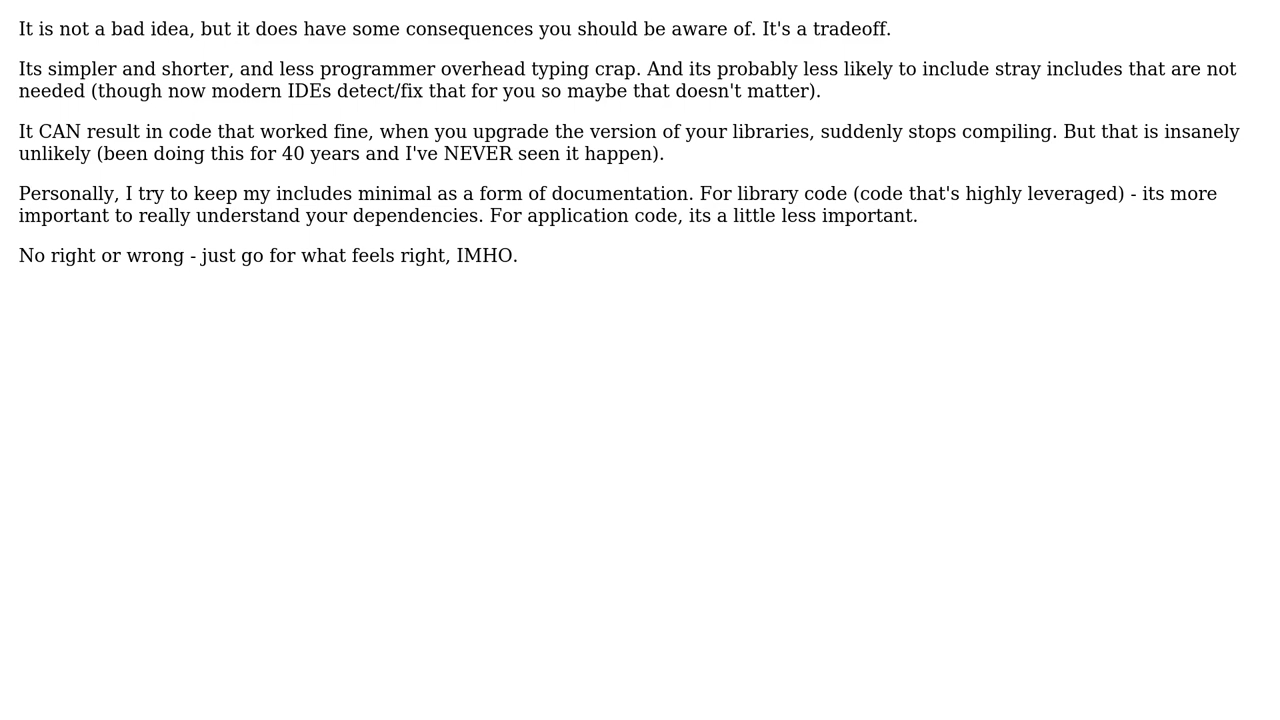 It is not a bad idea, but it does have some consequences you should be aware of. It's a tradeoff.
Its simpler and shorter, and less programmer overhead typing crap. And its probably less likely to include stray includes that are not
needed (though now modern IDEs detect/fix that for you so maybe that doesn't matter).
It CAN result in code that worked fine, when you upgrade the version of your libraries, suddenly stops compiling. But that is insanely
unlikely (been doing this for 40 years and I've NEVER seen it happen).
Personally, I try to keep my includes minimal as a form of documentation. For library code (code that's highly leveraged) - its more
important to really understand your dependencies. For application code, its a little less important.
No right or wrong - just go for what feels right, IMHO.